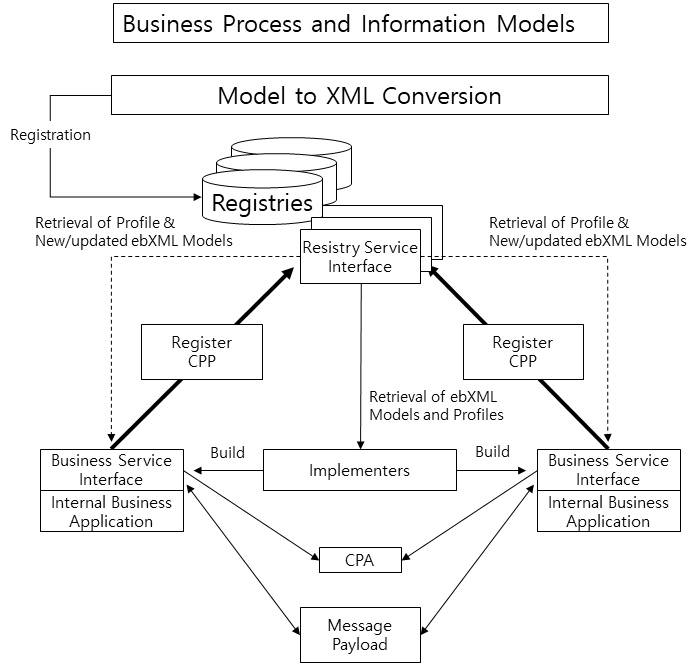 Business Process and Information Models
Model to XML Conversion
Registration
Registries
Retrieval of Profile &
New/updated ebXML Models
Retrieval of Profile &
New/updated ebXML Models
Resistry Service
Interface
Register
CPP
Register
CPP
Retrieval of ebXML
Models and Profiles
Business Service
Interface
Internal Business
Application
Build
Implementers
Build
Business Service
Interface
Internal Business
Application
CPA
Message
Payload